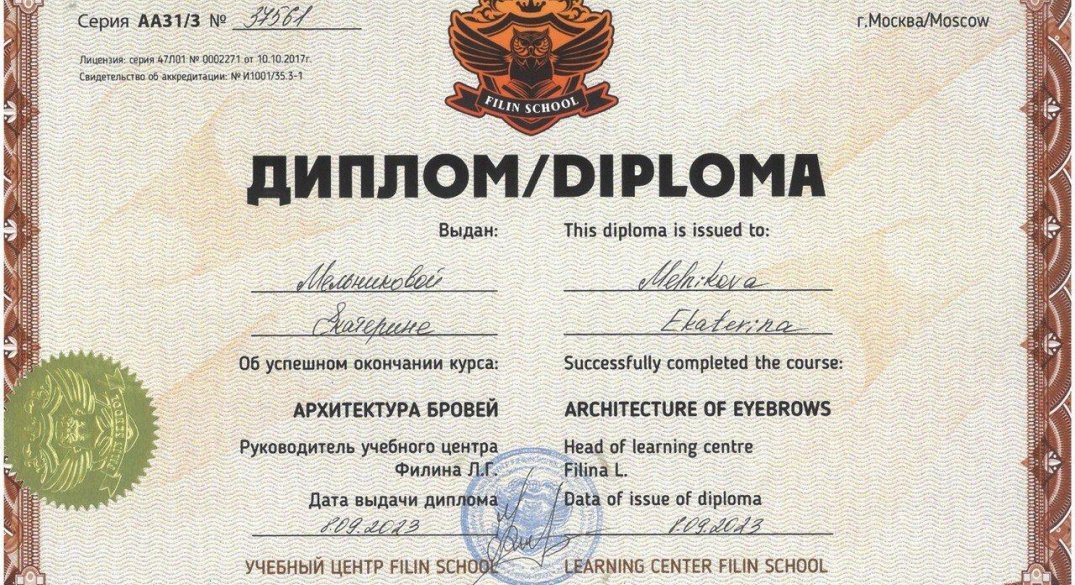 Серия АА31/3 № 37561
г.Москва/Moscow
Лицензия: серия 47Л01 № 0002271 от 10.10.2017г.
Свидетельство об аккредитации: № И1001/35.3-1
FILIN SCHOOL
ДИПЛОМ/DIPLOMA
Выдан:
Мельниковой
Екатерине
Об успешном окончании курса:
АРХИТЕКТУРА БРОВЕЙ
Руководитель учебного центра
Филина Л.Г.
Дата выдачи диплома
8.09.2023
УЧЕБНЫЙ ЦЕНТР FILIN SCHOOL
This diploma is issued to:
Melnikova
Ekaterina
Successfully completed the course:
ARCHITECTURE OF EYEBROWS
Head of learning centre
Filina L.
Data of issue of diploma
8.09.2023
LEARNING CENTER FILIN SCHOOL
FILIN SCHOOL